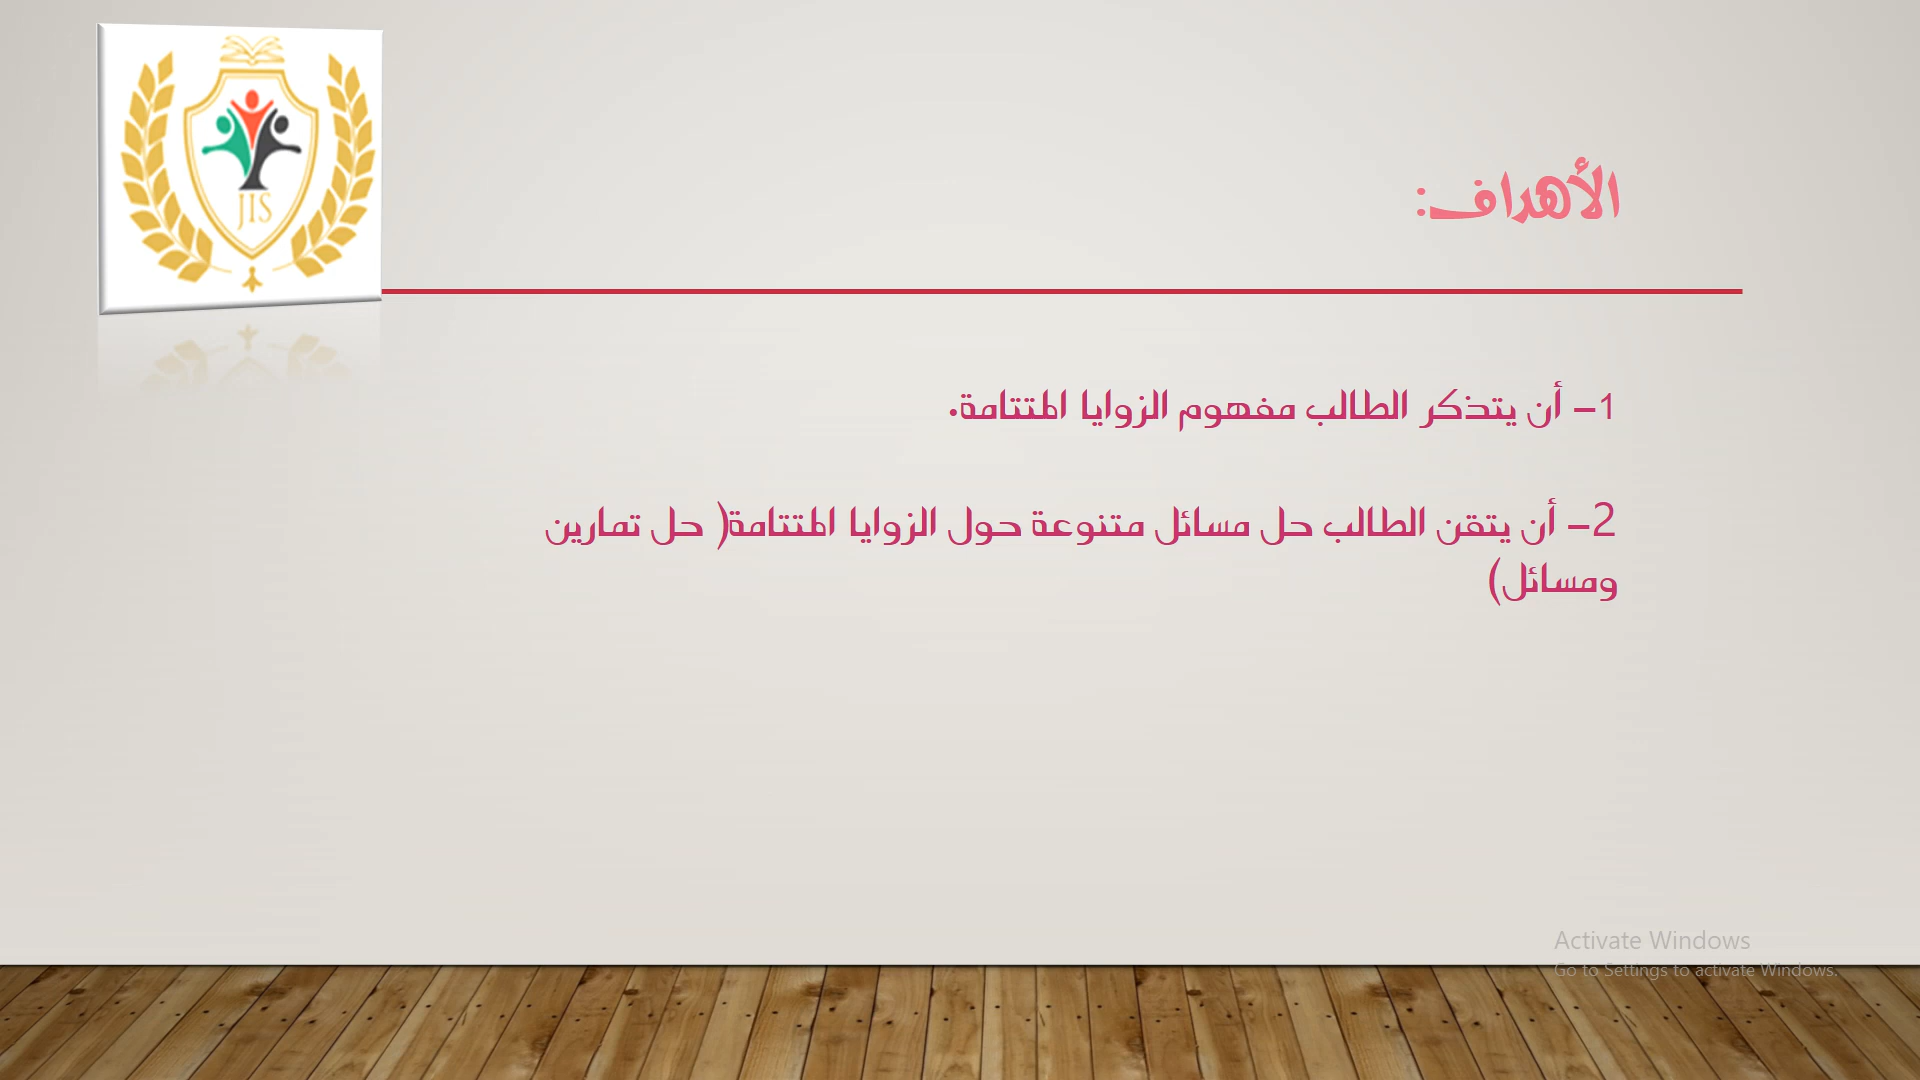 JIS
الأهداف:
1- أن يتذكر الطالب مفهوم الزوايا المتتامة.
2- أن يتقن الطالب حل مسائل متنوعة حول الزوايا المتتامة( حل تمارين
ومسائل)
Activate Windows
Go to Settings to activate Windows.